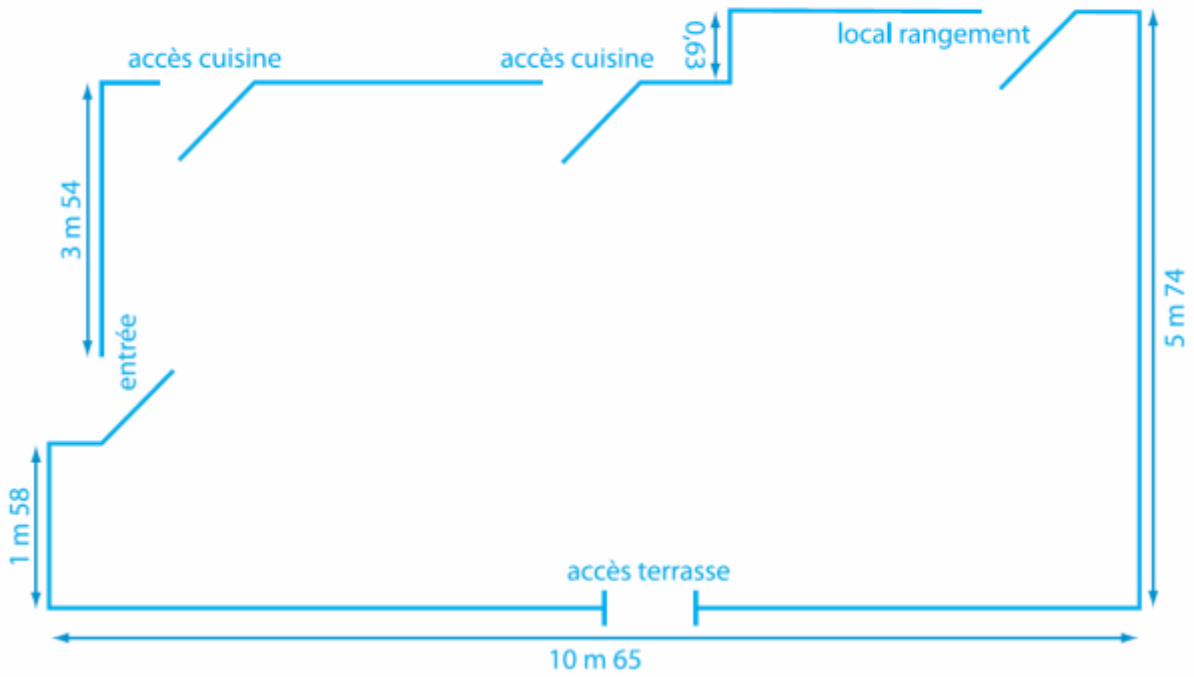 local rangement
accès cuisine
accès cuisine
0,63
3 m 54
entrée
5 m 74
1 m 58
accès terrasse
10 m 65